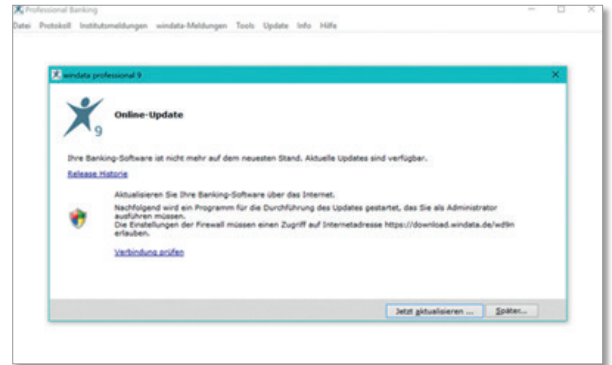 Professional Banking
Datei Protokoll Institutsmeldungen windata-Meldungen Tools Update Info Hilfe
windata professional 9
Online-Update
9
Ihre Banking-Software ist nicht mehr auf dem neuesten Stand. Aktuelle Updates sind verfügbar.
Release Historie
Aktualisieren Sie Ihre Banking-Software über das Internet.
Nachfolgend wird ein Programm für die Durchführung des Updates gestartet, das Sie als Administrator
ausführen müssen.
Die Einstellungen der Firewall müssen einen Zugriff auf Internetadresse https://download.windata.de/wd9n
erlauben.
Verbindung prüfen
Jetzt aktualisieren ... Später...